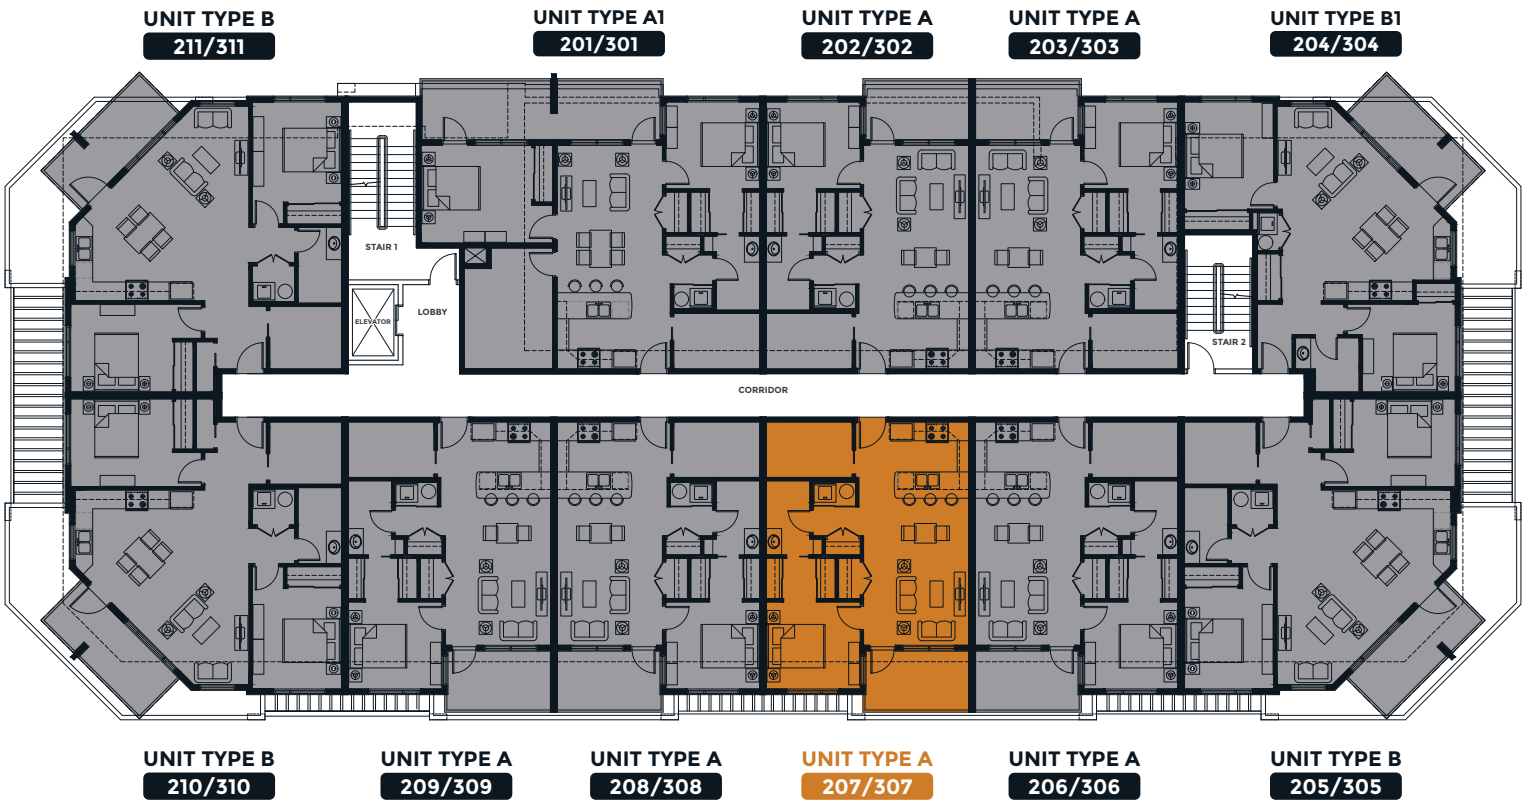 UNIT TYPE B
211/311
UNIT TYPE A1
201/301
UNIT TYPE A
202/302
UNIT TYPE A
203/303
UNIT TYPE B1
204/304
STAIR 1
LOBBY
ELEVATOR
STAIR 2
CORRIDOR
UNIT TYPE B
210/310
UNIT TYPE A
209/309
UNIT TYPE A
208/308
UNIT TYPE A
207/307
UNIT TYPE A
206/306
UNIT TYPE B
205/305